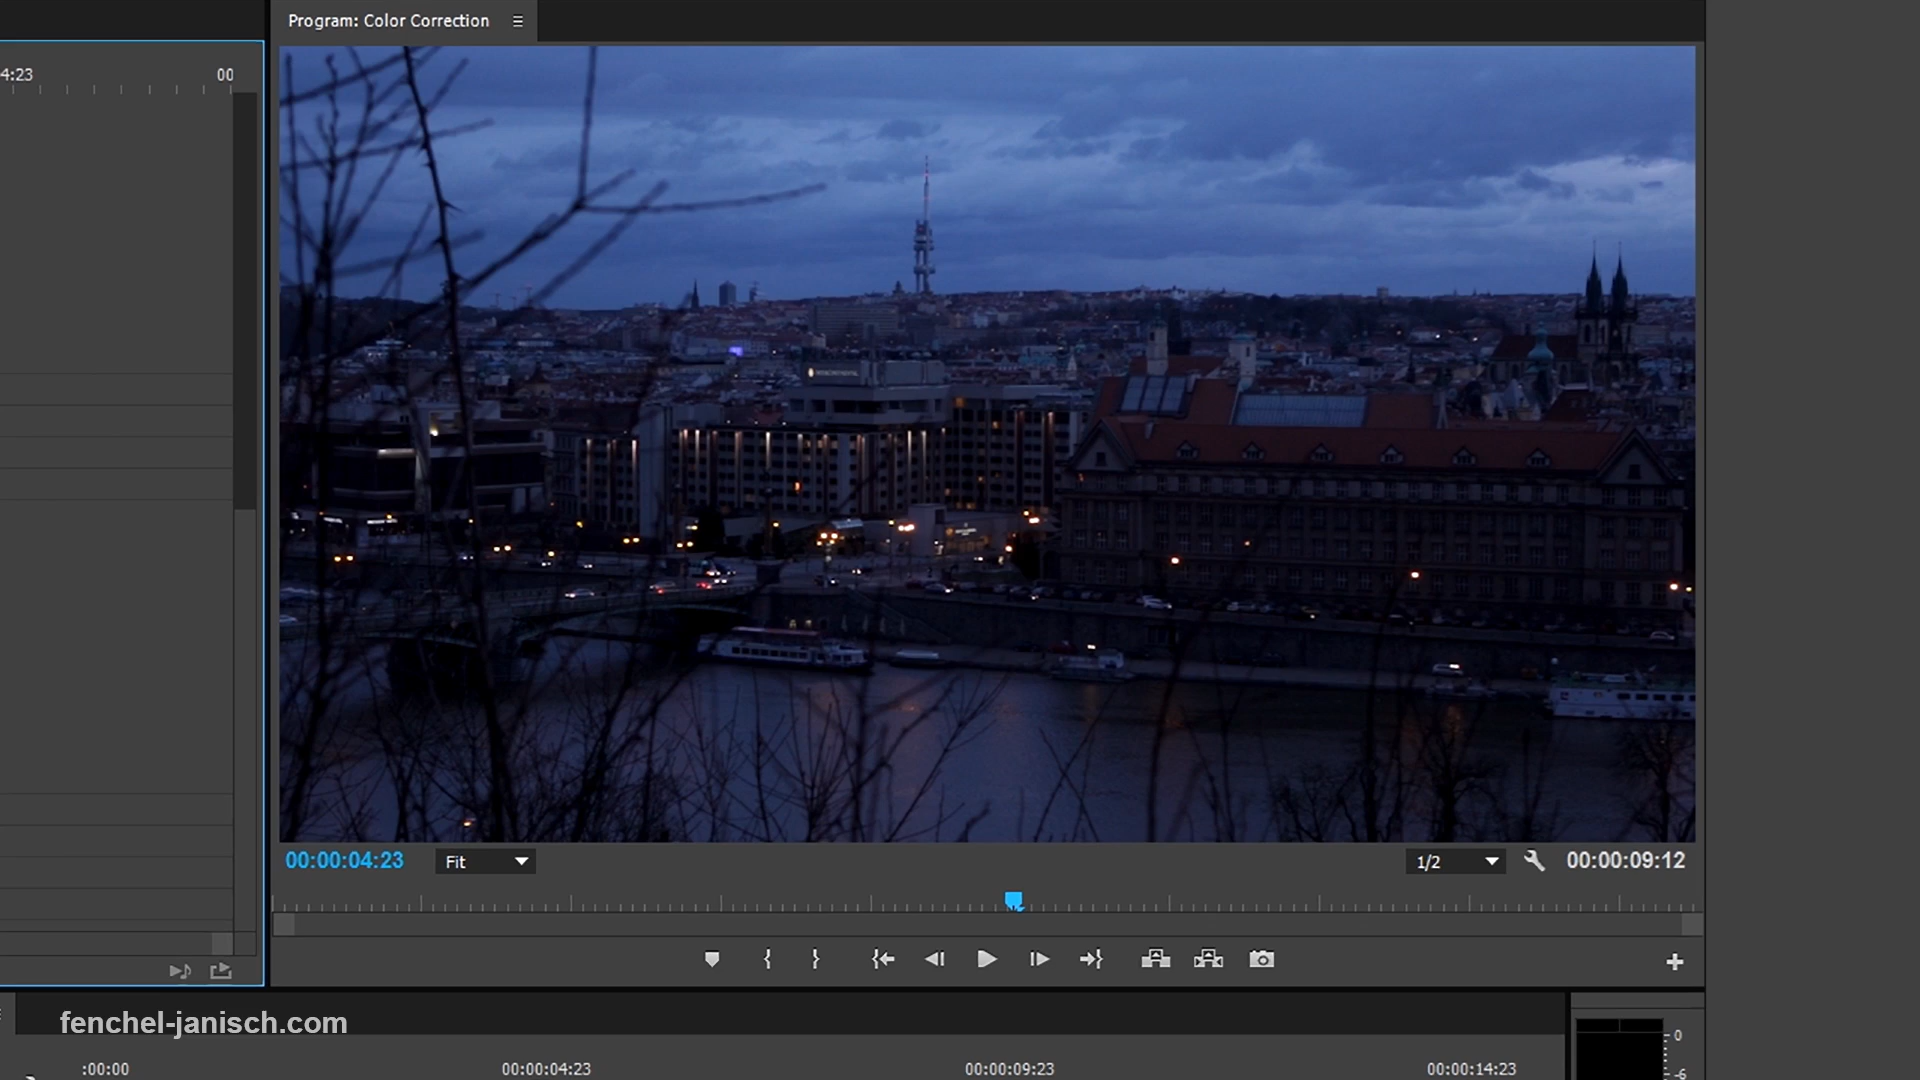 Program: Color Correction
4:23
00
INTERCONTINENTAL
00:00:04:23
Fit
1/2
00:00:09:12
fenchel-janisch.com
:00:00
00:00:04:23
00:00:09:23
00:00:14:23
0
-6